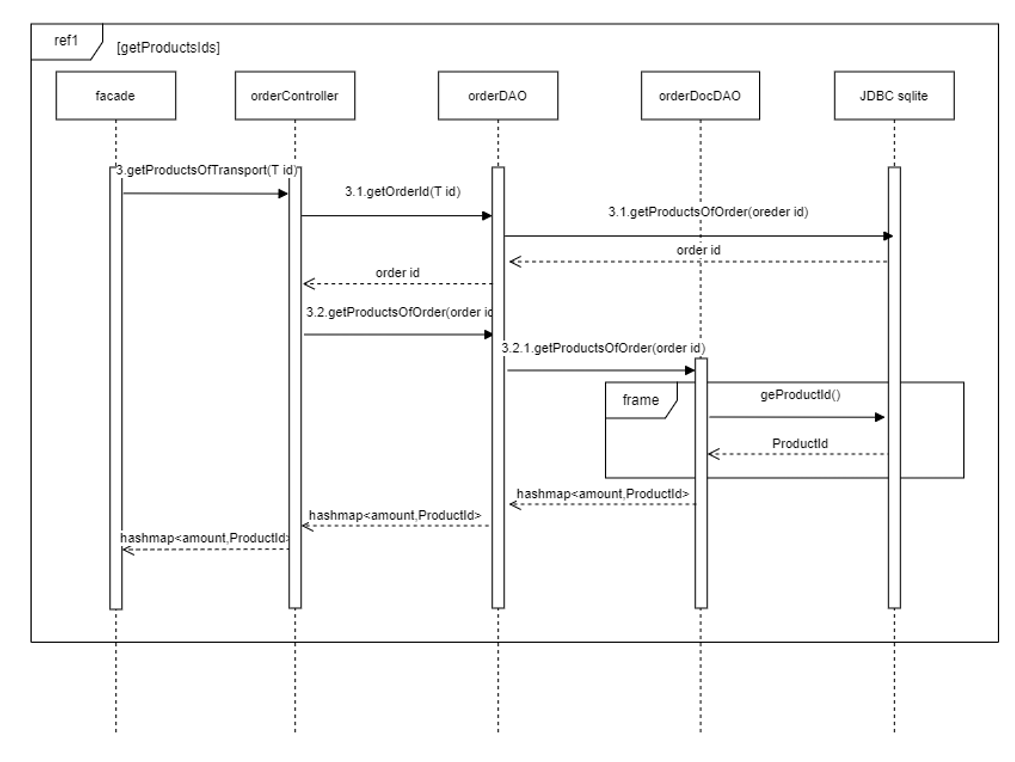 ref1
[getProductsIds]
facade
orderController
orderDAO
orderDocDAO
JDBC sqlite
3.getProductsOfTransport(T id)
3.1.getOrderId(T id)
3.1.getProductsOfOrder(oreder id)
order id
order id
3.2.getProductsOfOrder(order id
3.2.1.getProductsOfOrder(order id)
frame
geProductId()
ProductId
hashmap<amount,ProductId>
hashmap<amount,ProductId>
hashmap<amount,ProductId>